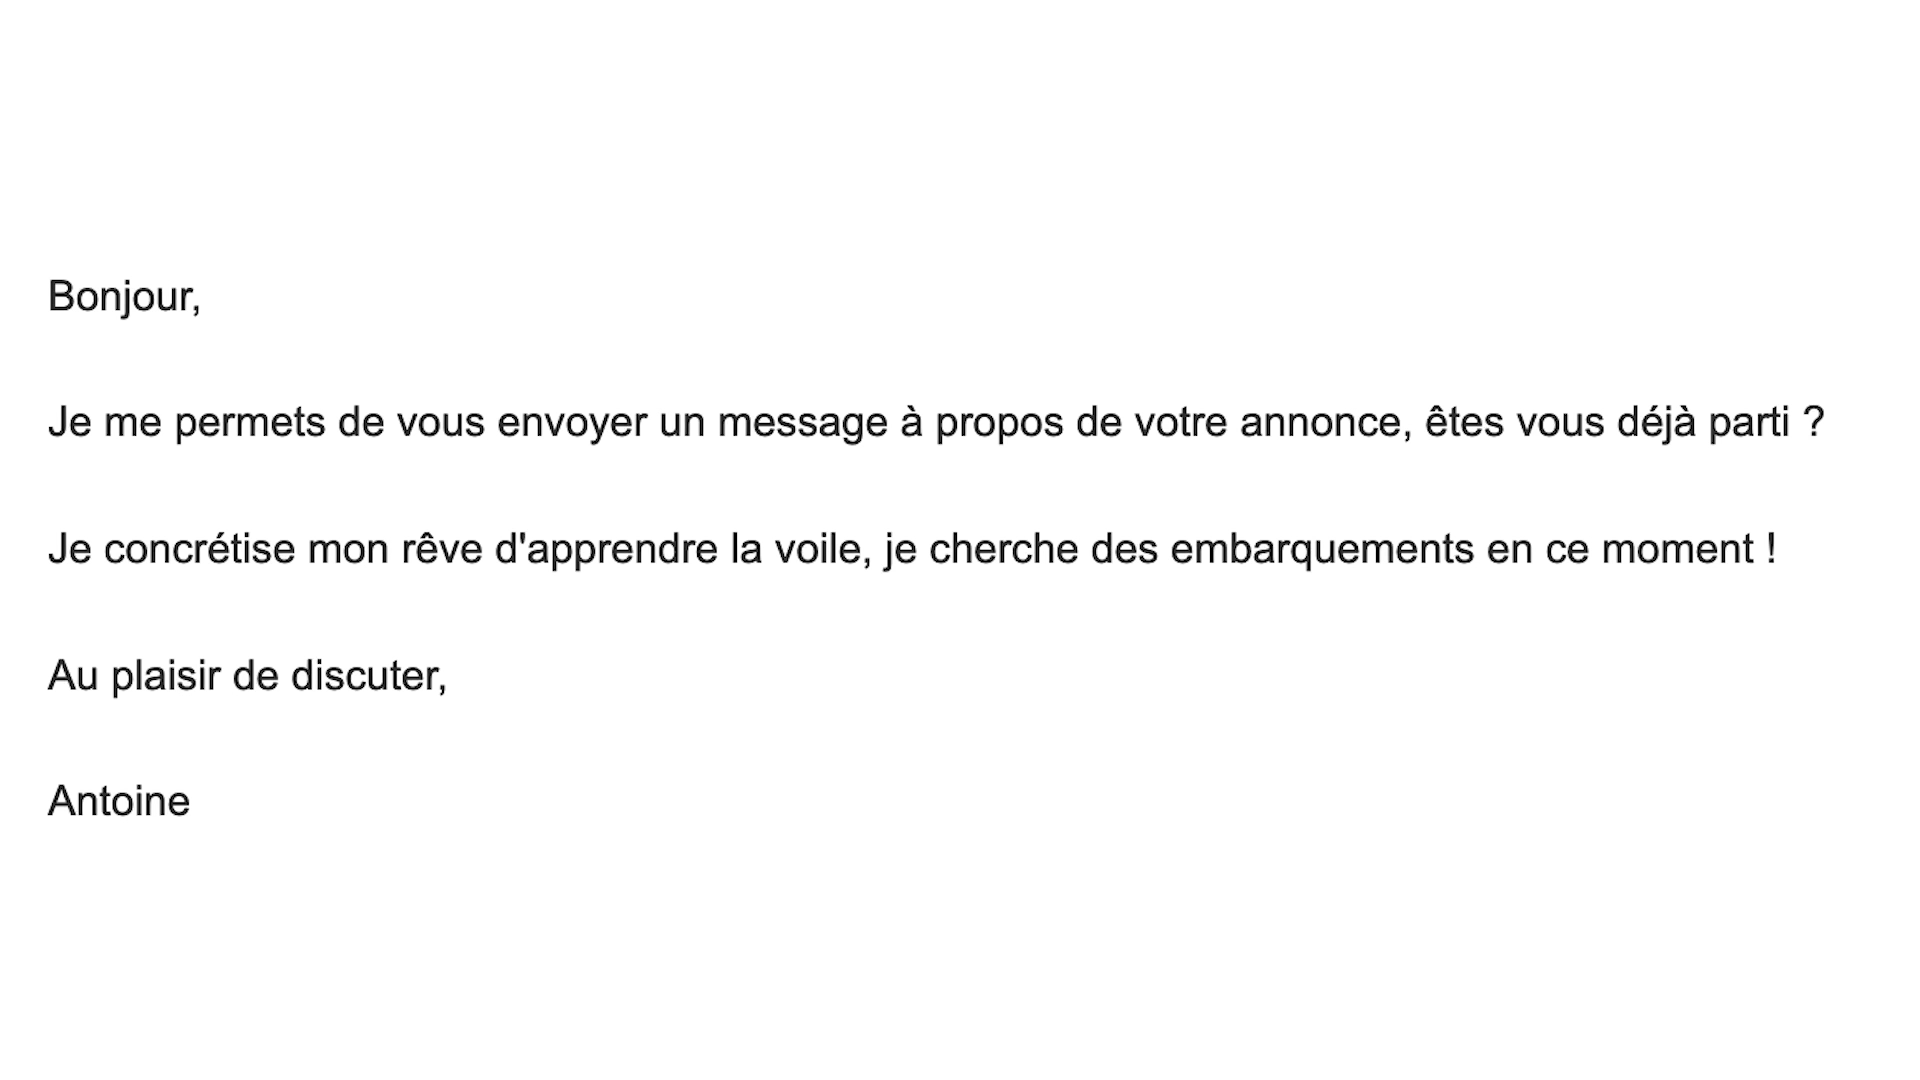 Bonjour,
Je me permets de vous envoyer un message à propos de votre annonce, êtes vous déjà parti ?
Je concrétise mon rêve d'apprendre la voile, je cherche des embarquements en ce moment !
Au plaisir de discuter,
Antoine